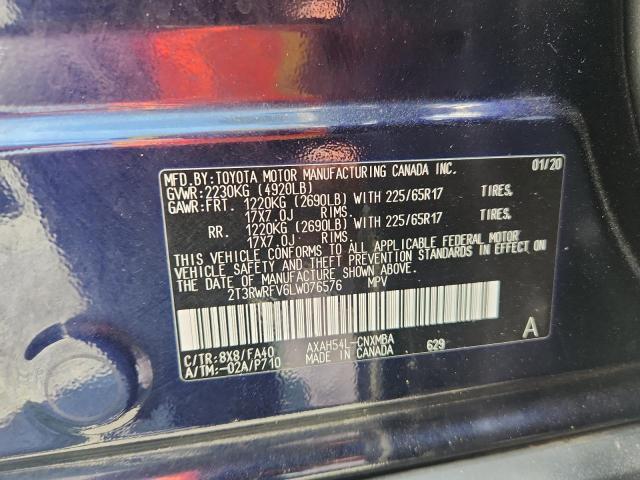 MFD.BY:TOYOTA MOTOR MANUFACTURING CANADA INC. 01/20
GVWR:2230KG (4920LB)
GAWR:FRT. 1220KG (2690LB) WITH 225/65R17 TIRES,
17X7.0J RIMS.
RR. 1220KG (2690LB) WITH 225/65R17 TIRES,
17X7.0J RIMS.
THIS VEHICLE CONFORMS TO ALL APPLICABLE FEDERAL MOTOR
VEHICLE SAFETY AND THEFT PREVENTION STANDARDS IN EFFECT ON
THE DATE OF MANUFACTURE SHOWN ABOVE.
2T3RWRFV6LW076576 MPV
C/TR:8X8/FA40 AXAH54L-CNXMBA 629 A
A/TM:-02A/P710 MADE IN CANADA